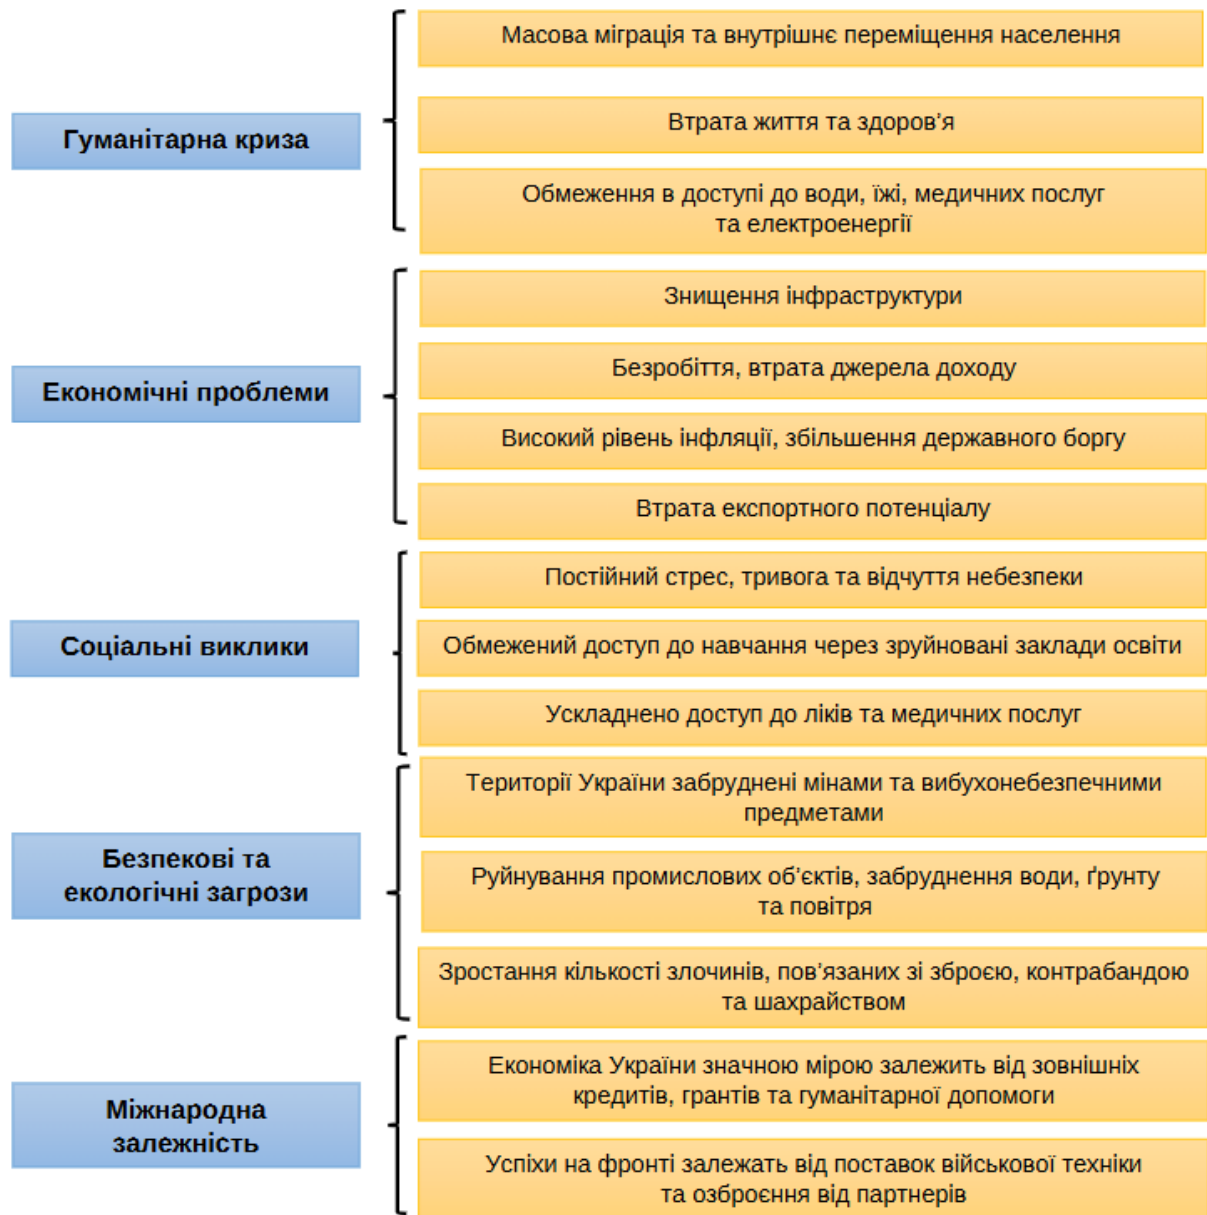 Гуманітарна криза
Масова міграція та внутрішнє переміщення населення
Втрата життя та здоров'я
Обмеження в доступі до води, їжі, медичних послуг
та електроенергії
Економічні проблеми
Знищення інфраструктури
Безробіття, втрата джерела доходу
Високий рівень інфляції, збільшення державного боргу
Втрата експортного потенціалу
Соціальні виклики
Постійний стрес, тривога та відчуття небезпеки
Обмежений доступ до навчання через зруйновані заклади освіти
Ускладнено доступ до ліків та медичних послуг
Безпекові та
екологічні загрози
Території України забруднені мінами та вибухонебезпечними
предметами
Руйнування промислових об'єктів, забруднення води, ґрунту
та повітря
Зростання кількості злочинів, пов'язаних зі зброєю, контрабандою
та шахрайством
Міжнародна
залежність
Економіка України значною мірою залежить від зовнішніх
кредитів, грантів та гуманітарної допомоги
Успіхи на фронті залежать від поставок військової техніки
та озброєння від партнерів